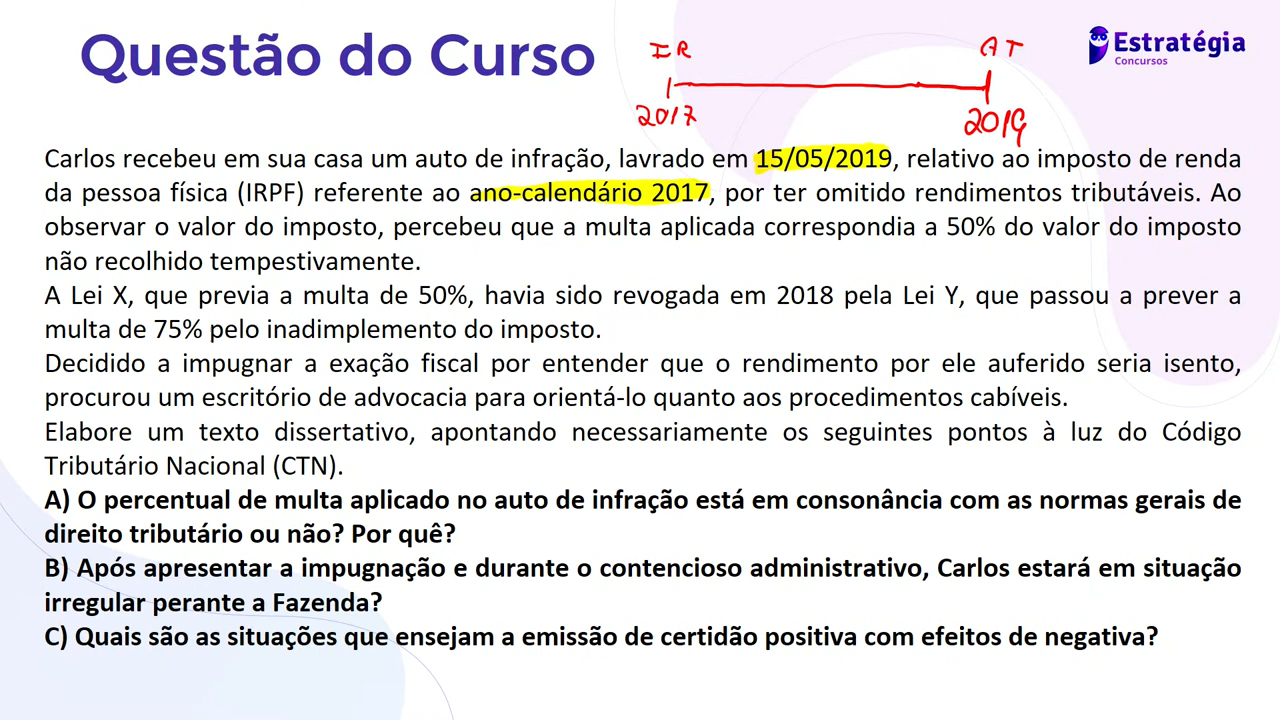 Questão do Curso
IR
AT
2017
2019
Estratégia
Concursos
Carlos recebeu em sua casa um auto de infração, lavrado em 15/05/2019, relativo ao imposto de renda
da pessoa física (IRPF) referente ao ano-calendário 2017, por ter omitido rendimentos tributáveis. Ao
observar o valor do imposto, percebeu que a multa aplicada correspondia a 50% do valor do imposto
não recolhido tempestivamente.
A Lei X, que previa a multa de 50%, havia sido revogada em 2018 pela Lei Y, que passou a prever a
multa de 75% pelo inadimplemento do imposto.
Decidido a impugnar a exação fiscal por entender que o rendimento por ele auferido seria isento,
procurou um escritório de advocacia para orientá-lo quanto aos procedimentos cabíveis.
Elabore um texto dissertativo, apontando necessariamente os seguintes pontos à luz do Código
Tributário Nacional (CTN).
A) O percentual de multa aplicado no auto de infração está em consonância com as normas gerais de
direito tributário ou não? Por quê?
B) Após apresentar a impugnação e durante o contencioso administrativo, Carlos estará em situação
irregular perante a Fazenda?
C) Quais são as situações que ensejam a emissão de certidão positiva com efeitos de negativa?